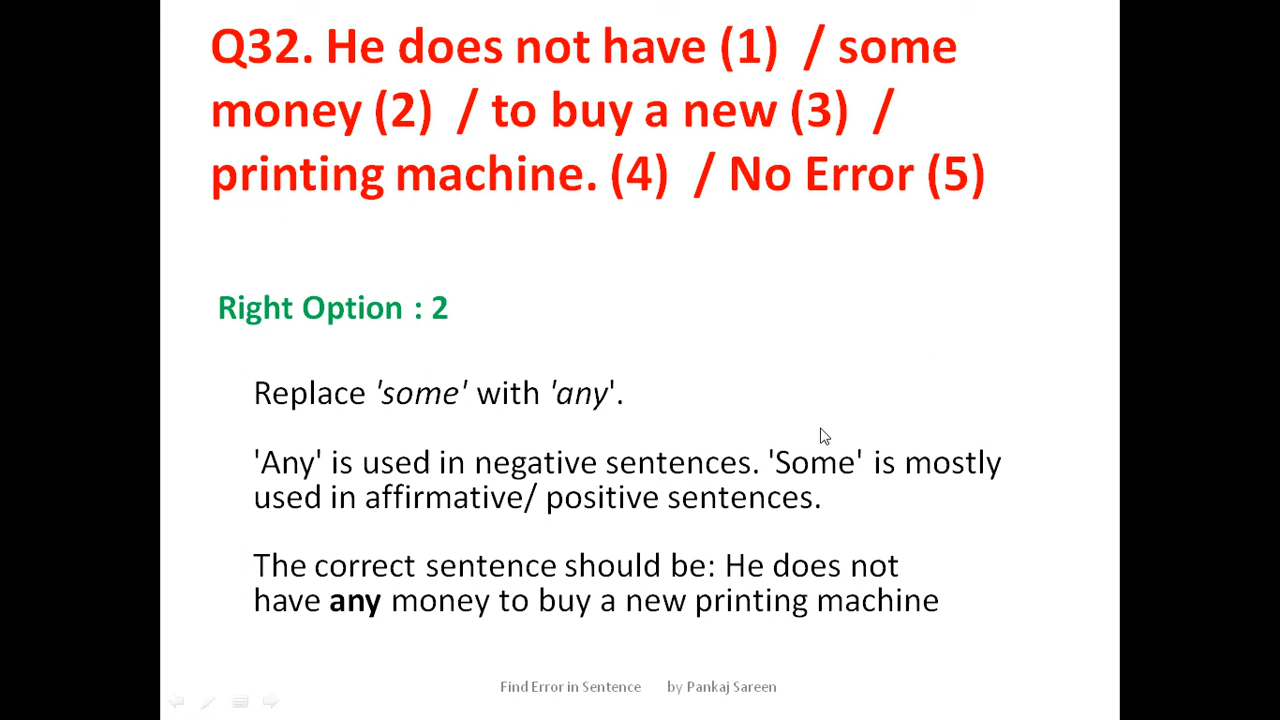 Q32. He does not have (1) / some
money (2) / to buy a new (3) /
printing machine. (4) / No Error (5)
Right Option : 2
Replace 'some' with 'any'.
'Any' is used in negative sentences. 'Some' is mostly
used in affirmative/ positive sentences.
The correct sentence should be: He does not
have any money to buy a new printing machine
Find Error in Sentence by Pankaj Sareen